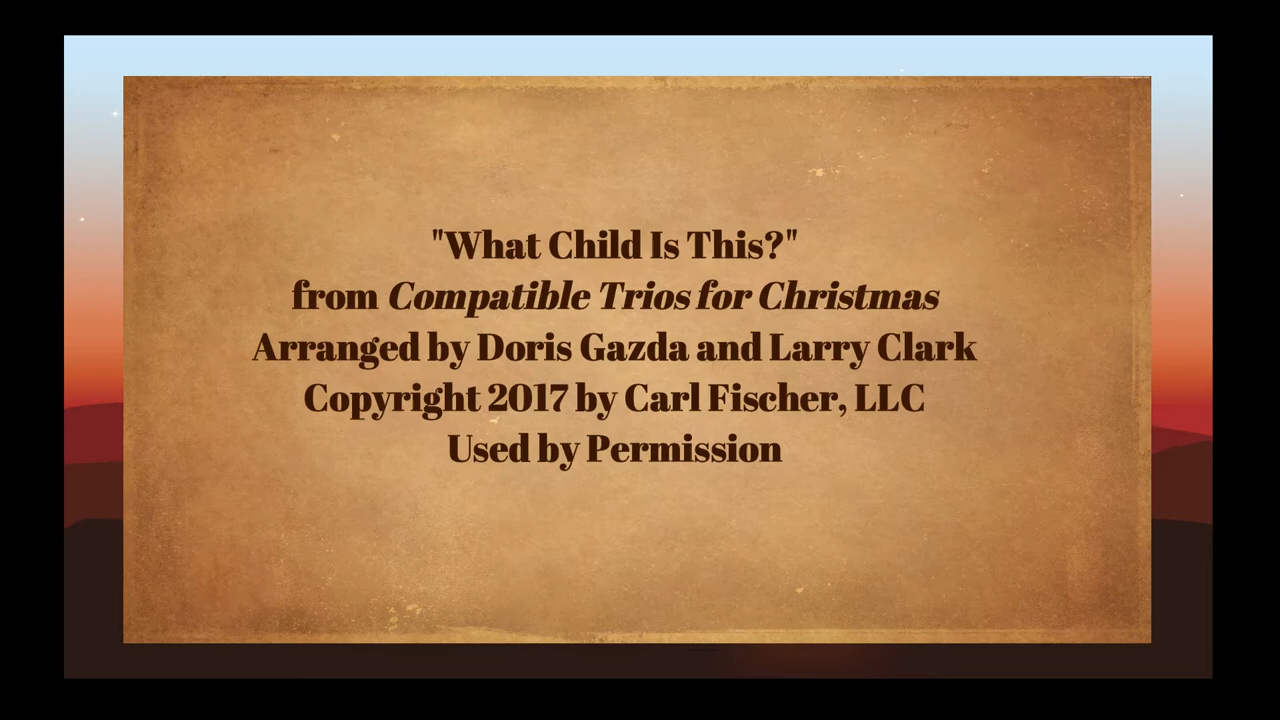 "What Child Is This?"
from Compatible Trios for Christmas
Arranged by Doris Gazda and Larry Clark
Copyright 2017 by Carl Fischer, LLC
Used by Permission